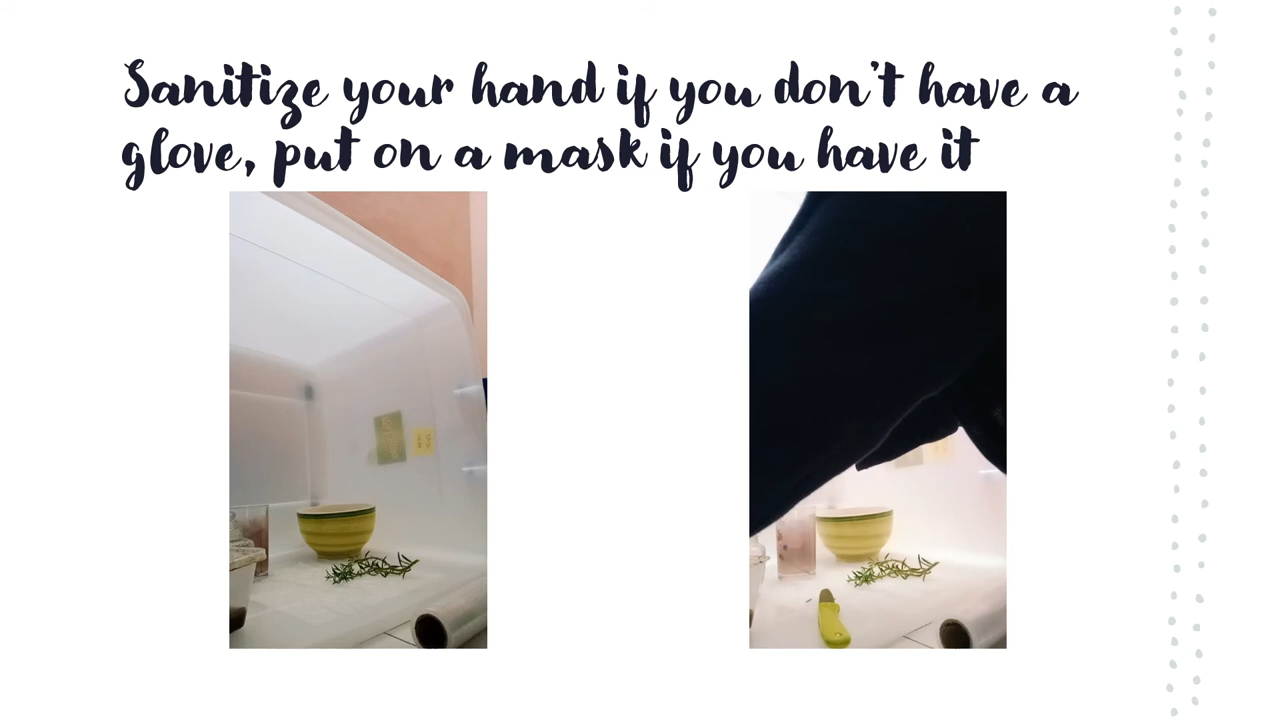 Sanitize your hand if you don't have a
glove, put on a mask if you have it